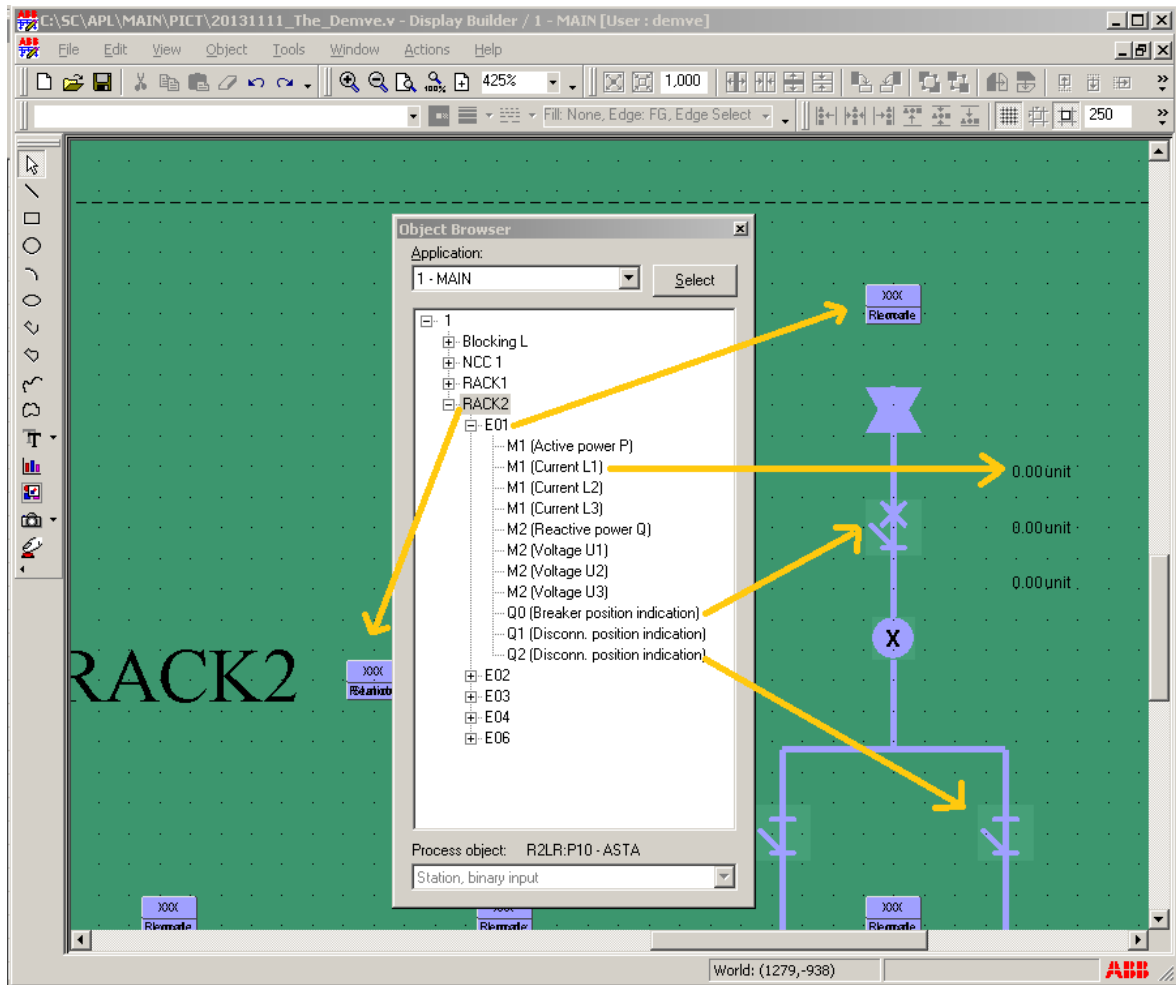 C:\SC\APL\MAIN\PICT\20131111_The_Demve.v - Display Builder / 1 - MAIN [User : demve]
File Edit View Object Tools Window Actions Help
425% 1,000
Fill: None, Edge: FG, Edge Select 250
Object Browser
Application:
1 - MAIN Select
1
Blocking L
NCC 1
RACK1
RACK2
E01
M1 (Active power P)
M1 (Current L1)
M1 (Current L2)
M1 (Current L3)
M2 (Reactive power Q)
M2 (Voltage U1)
M2 (Voltage U2)
M2 (Voltage U3)
Q0 (Breaker position indication)
Q1 (Disconn. position indication)
Q2 (Disconn. position indication)
E02
E03
E04
E06
Process object: R2LR:P10 - ASTA
Station, binary input
RACK2
XXX
XXX
0.00 unit
0.00 unit
0.00 unit
X
XXX
XXX
World: (1279,-938)
ABB